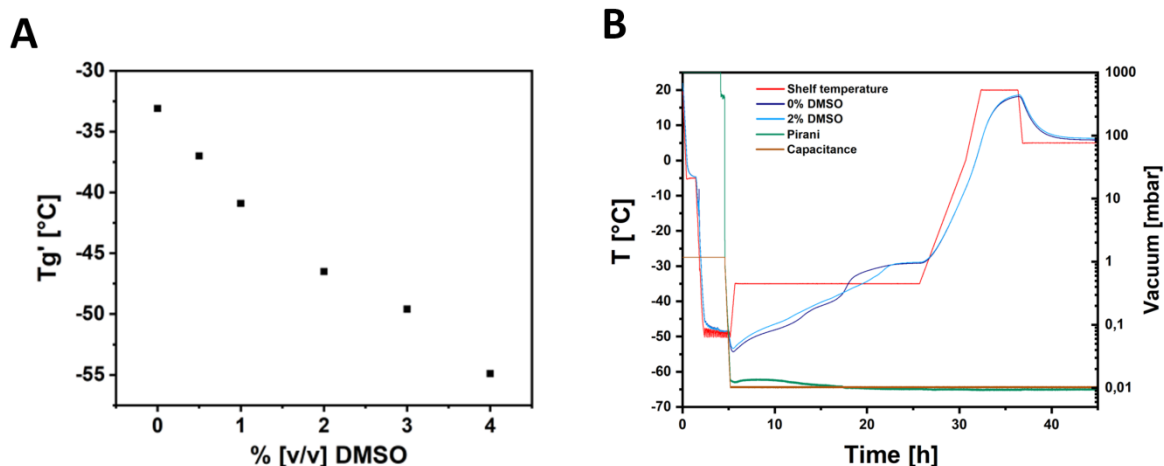 A
-30
-35
-40
-45
-50
-55
Tg' [°C]
0 1 2 3 4
% [v/v] DMSO
B
20
10
0
-10
-20
-30
-40
-50
-60
-70
T [°C]
Shelf temperature
0% DMSO
2% DMSO
Pirani
Capacitance
1000
100
10
1
0,1
0,01
Vacuum [mbar]
0 10 20 30 40
Time [h]